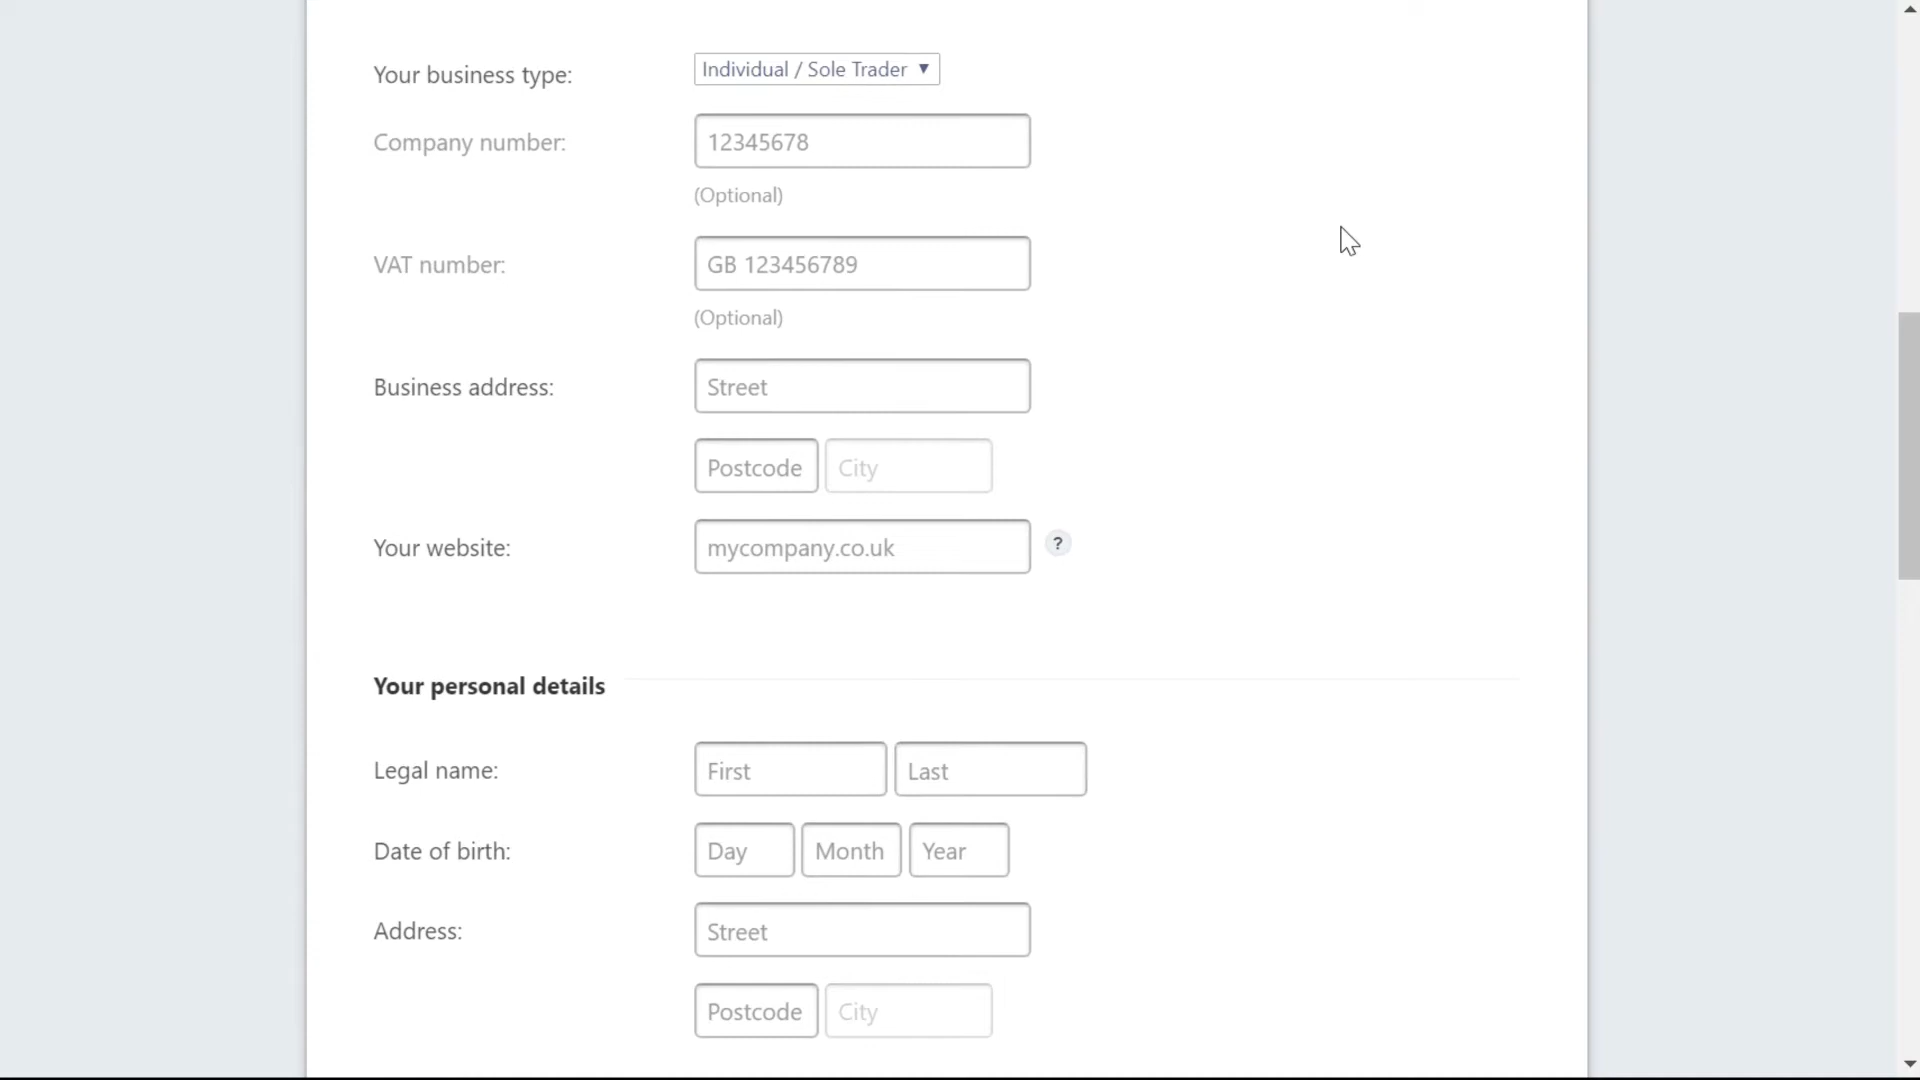 Your business type: Individual / Sole Trader ▼
Company number: 12345678
(Optional)
VAT number: GB 123456789
(Optional)
Business address: Street
Postcode City
Your website: mycompany.co.uk ?
Your personal details
Legal name: First Last
Date of birth: Day Month Year
Address: Street
Postcode City